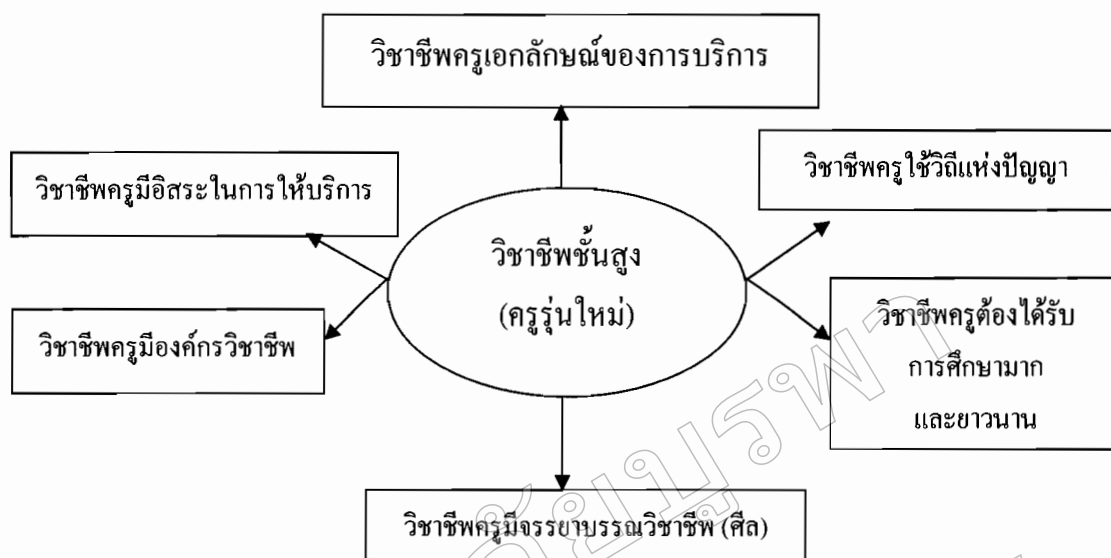 วิชาชีพครูเอกลักษณ์ของการบริการ
วิชาชีพครูมีอิสระในการให้บริการ
วิชาชีพครูใช้วิถีแห่งปัญญา
วิชาชีพชั้นสูง
(ครูรุ่นใหม่)
วิชาชีพครูมีองค์กรวิชาชีพ
วิชาชีพครูต้องได้รับ
การศึกษามาก
และยาวนาน
วิชาชีพครูมีจรรยาบรรณวิชาชีพ (ศีล)